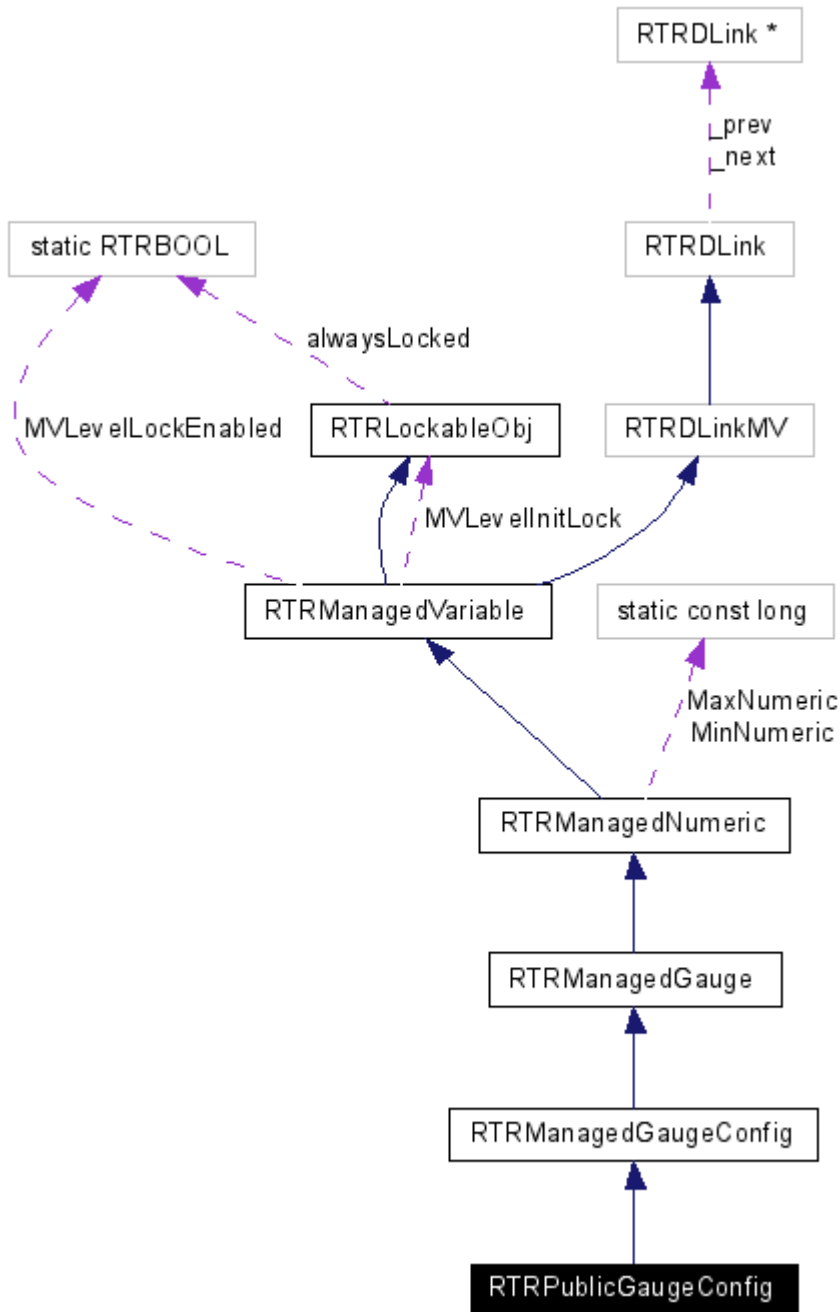 RTRDLink *
_prev
_next
static RTRBOOL
RTRDLink
alwaysLocked
MVLevelLockEnabled
RTRLockableObj
RTRDLinkMV
MVLevelInitLock
RTRManagedVariable
static const long
MaxNumeric
MinNumeric
RTRManagedNumeric
RTRManagedGauge
RTRManagedGaugeConfig
RTRPublicGaugeConfig